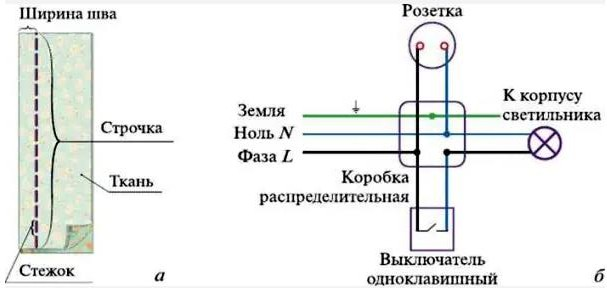 Ширина шва
Строчка
Ткань
Стежок
а
Розетка
Земля
К корпусу
светильника
Ноль N
Фаза L
Коробка
распределительная
Выключатель
одноклавишный
б